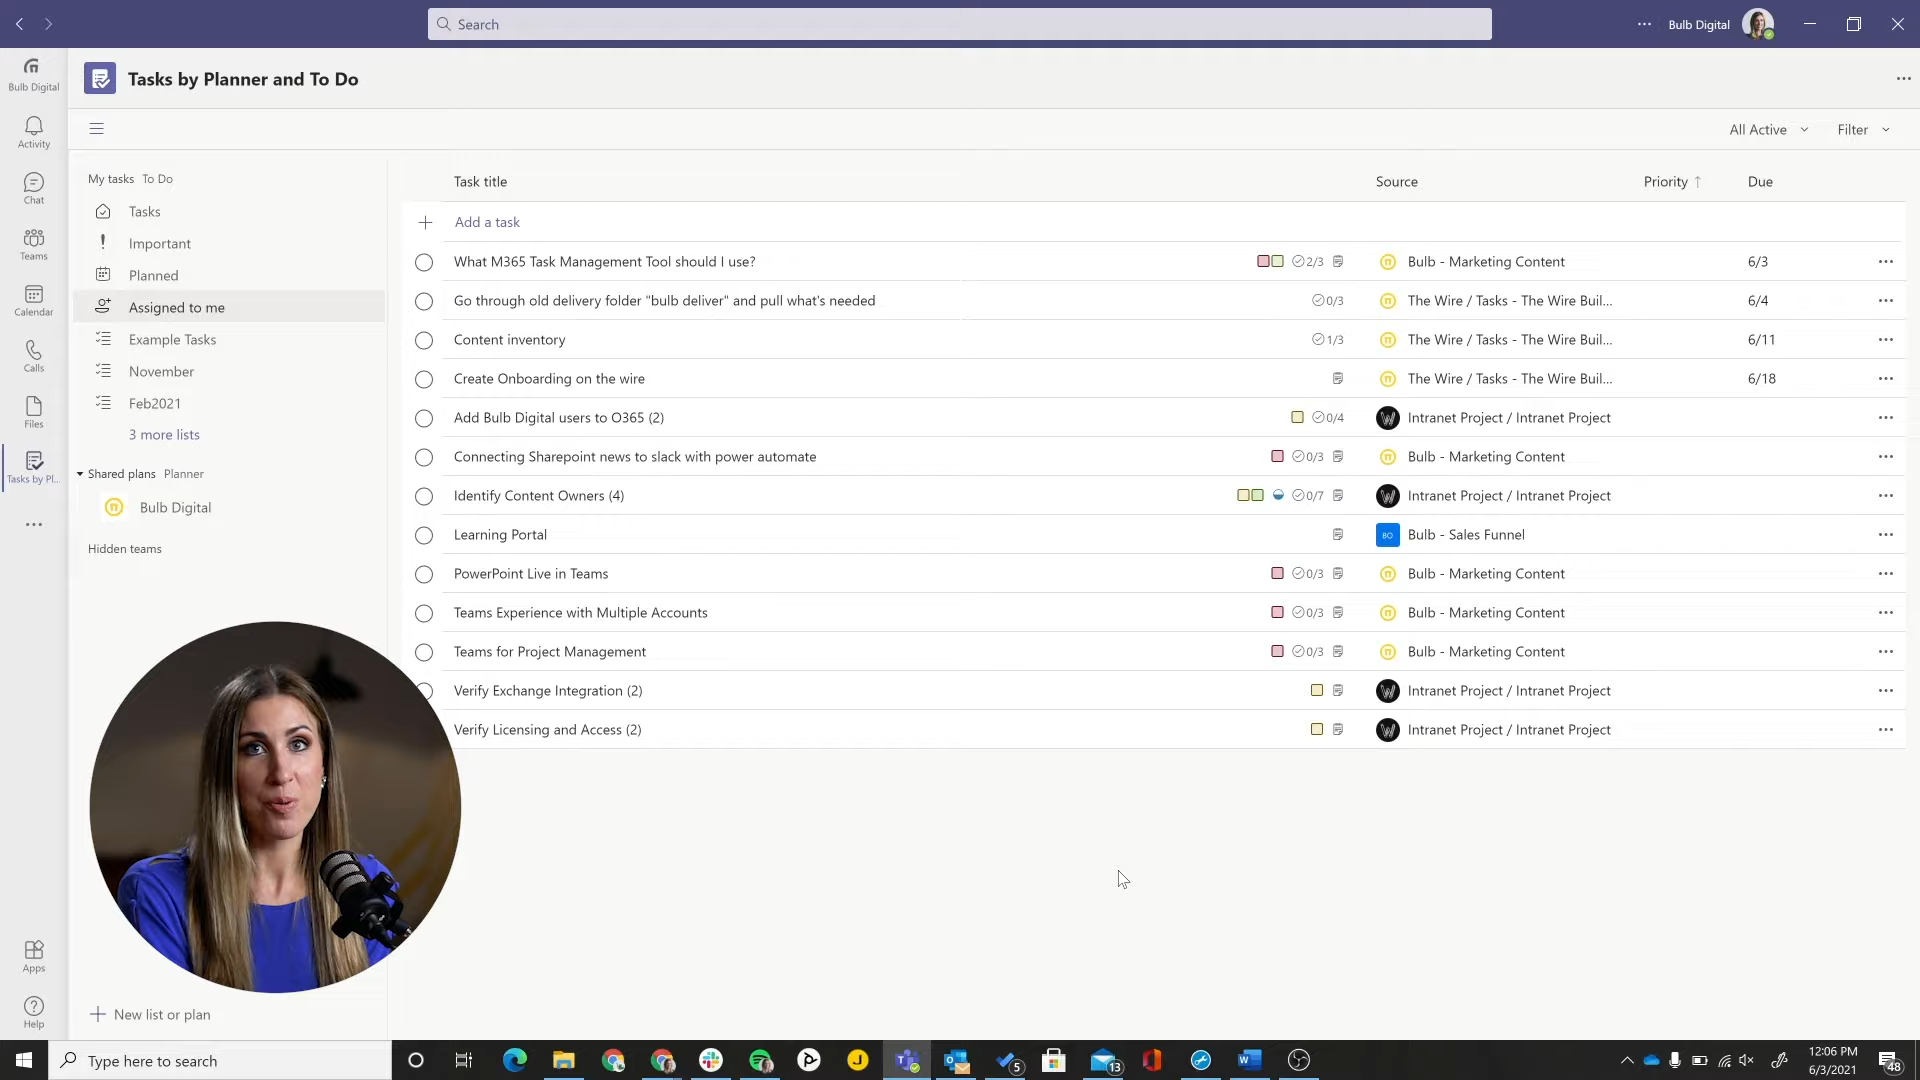 Search
Bulb Digital
Bulb Digital
Tasks by Planner and To Do
Activity
Chat
Teams
Calendar
Calls
Files
Tasks by Pl...
Apps
Help
All Active
Filter
My tasks To Do
Tasks
Important
Planned
Assigned to me
Example Tasks
November
Feb2021
3 more lists
Shared plans Planner
Bulb Digital
Hidden teams
New list or plan
Task title Source Priority ↑ Due
Add a task
What M365 Task Management Tool should I use? 2/3 Bulb - Marketing Content 6/3
Go through old delivery folder "bulb deliver" and pull what's needed 0/3 The Wire / Tasks - The Wire Buil... 6/4
Content inventory 1/3 The Wire / Tasks - The Wire Buil... 6/11
Create Onboarding on the wire The Wire / Tasks - The Wire Buil... 6/18
Add Bulb Digital users to O365 (2) 0/4 Intranet Project / Intranet Project
Connecting Sharepoint news to slack with power automate 0/3 Bulb - Marketing Content
Identify Content Owners (4) 0/7 Intranet Project / Intranet Project
Learning Portal BO Bulb - Sales Funnel
PowerPoint Live in Teams 0/3 Bulb - Marketing Content
Teams Experience with Multiple Accounts 0/3 Bulb - Marketing Content
Teams for Project Management 0/3 Bulb - Marketing Content
Verify Exchange Integration (2) Intranet Project / Intranet Project
Verify Licensing and Access (2) Intranet Project / Intranet Project
Type here to search
5
13
12:06 PM
6/3/2021
48